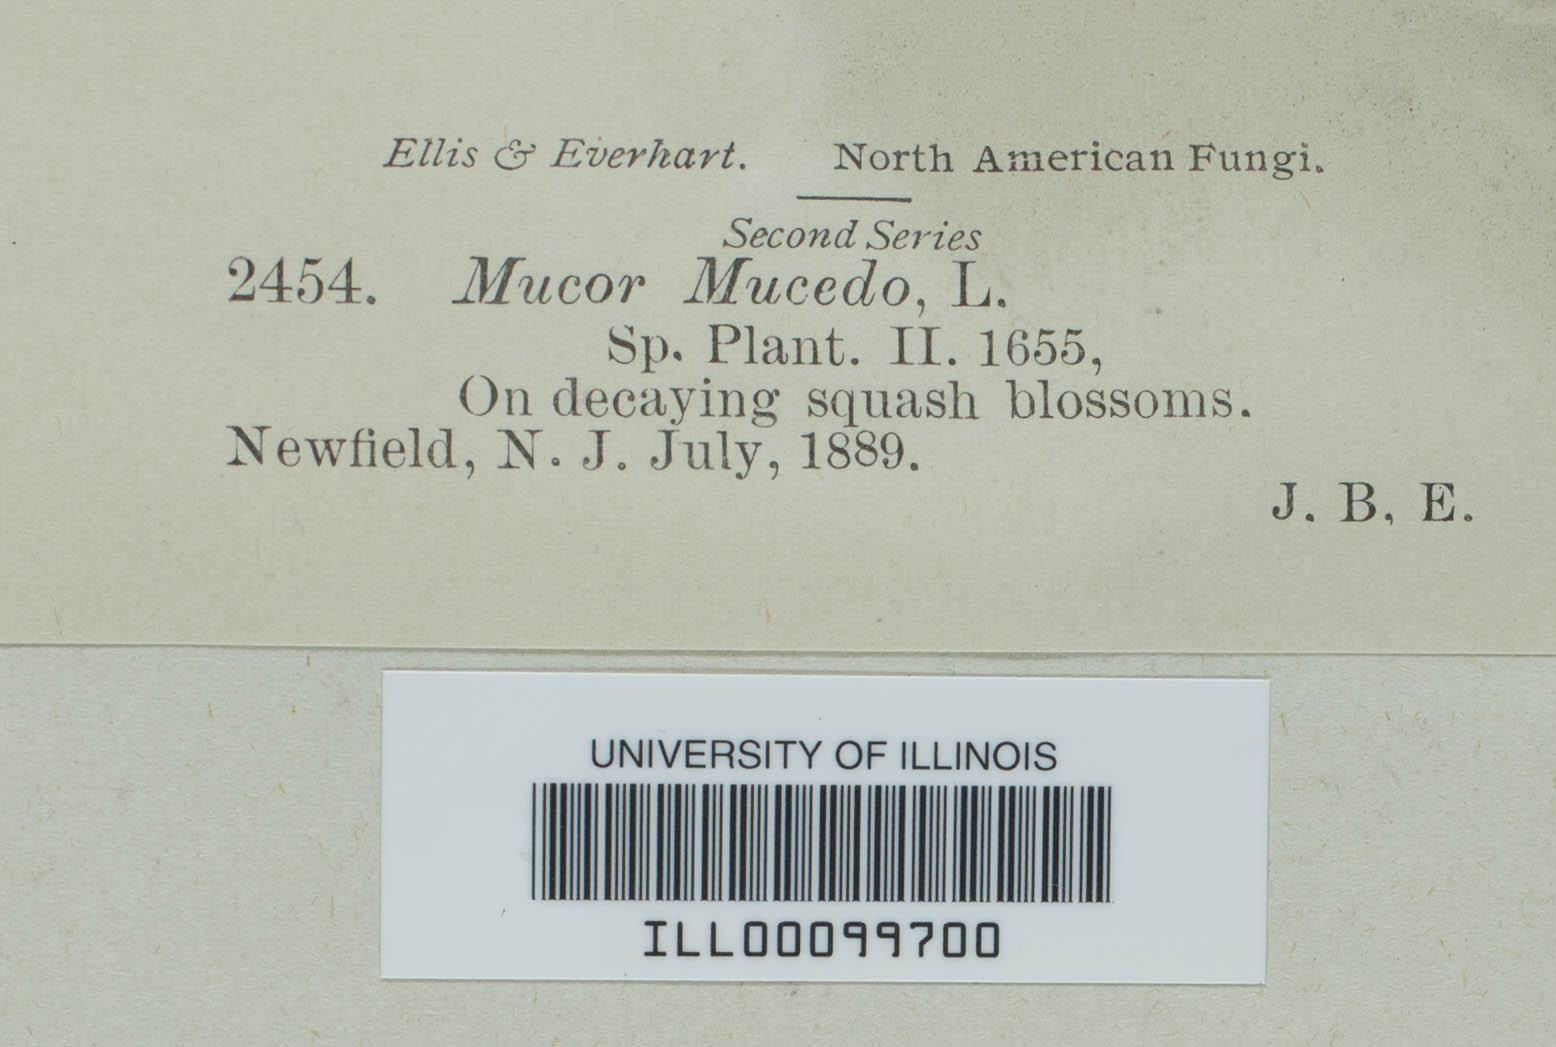 Ellis & Everhart. North American Fungi.
Second Series
2454. Mucor Mucedo, L.
Sp. Plant. II. 1655,
On decaying squash blossoms.
Newfield, N. J. July, 1889.
J. B. E.
UNIVERSITY OF ILLINOIS
ILL00099700